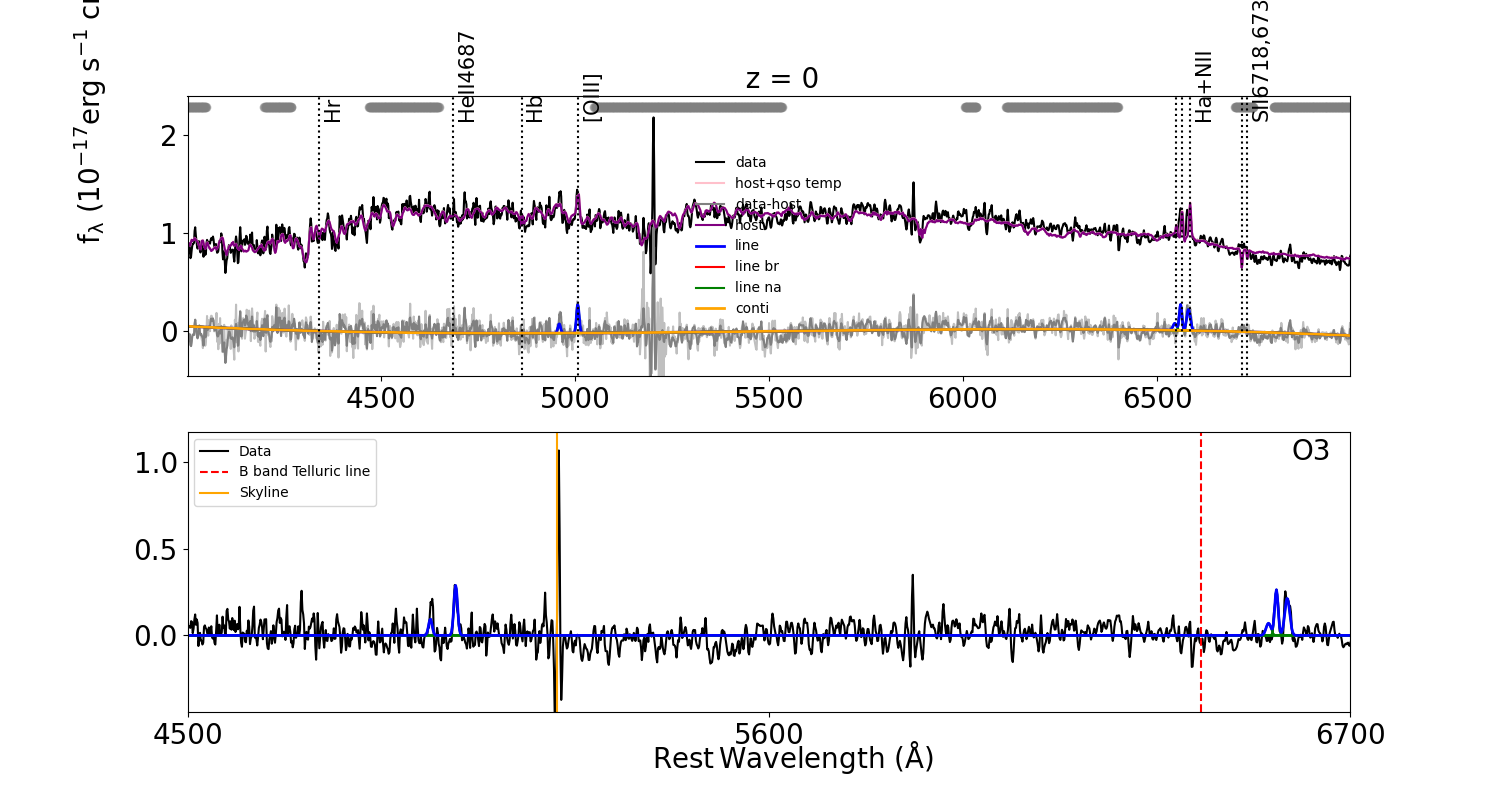 z = 0
fλ (10⁻¹⁷erg s⁻¹
Hr
HeII4687
Hb
[OIII]
Ha+NII
SII6718,673
2
1
0
data
host+qso temp
data-host
host
line
line br
line na
conti
4500 5000 5500 6000 6500
O3
Data
B band Telluric line
Skyline
1.0
0.5
0.0
4500 5600 6700
Rest Wavelength (Å)